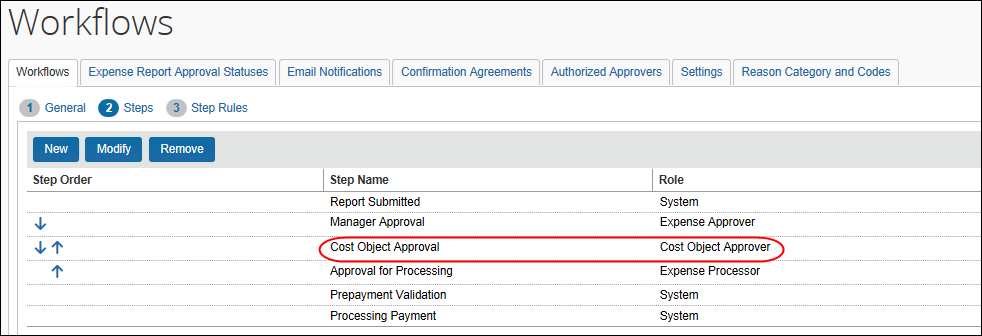 Workflows
Workflows Expense Report Approval Statuses Email Notifications Confirmation Agreements Authorized Approvers Settings Reason Category and Codes
1 General 2 Steps 3 Step Rules
New Modify Remove
Step Order Step Name Role
Report Submitted System
Manager Approval Expense Approver
Cost Object Approval Cost Object Approver
Approval for Processing Expense Processor
Prepayment Validation System
Processing Payment System